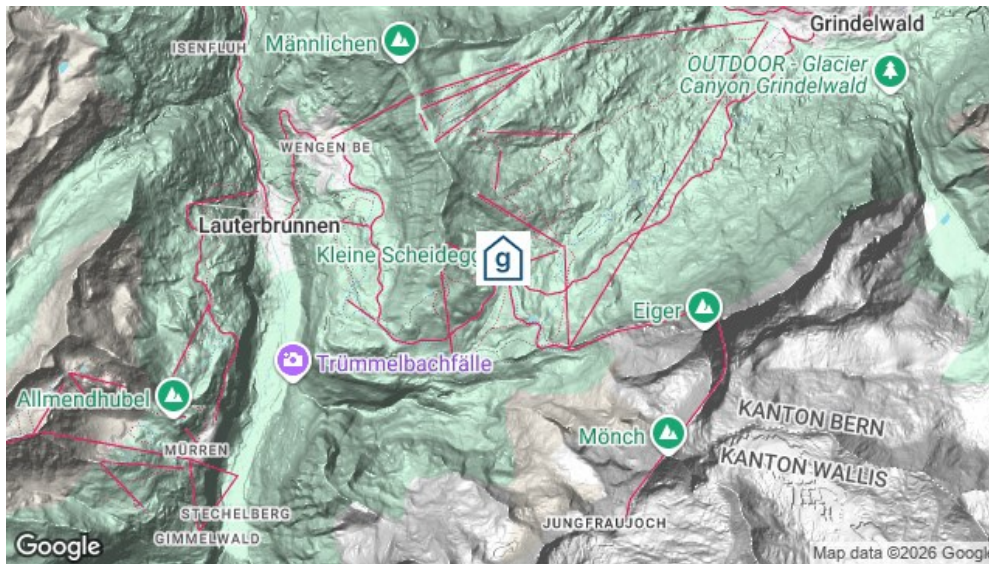 Grindelwald
ISENFLUH
Männlichen
OUTDOOR - Glacier
Canyon Grindelwald
WENGEN BE
Lauterbrunnen
Kleine Scheidegg
g
Eiger
Trümmelbachfälle
Allmendhubel
KANTON BERN
Mönch
MÜRREN
KANTON WALLIS
STECHELBERG
JUNGFRAUJOCH
GIMMELWALD
Google
Map data ©2026 Google